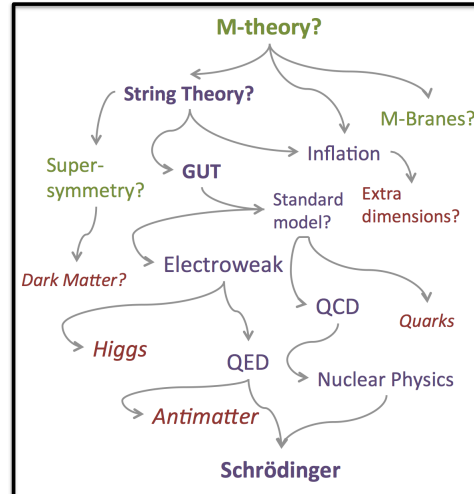 M-theory?
String Theory?
M-Branes?
Inflation
Super-
symmetry?
GUT
Standard
model?
Extra
dimensions?
Electroweak
Dark Matter?
QCD
Quarks
Higgs
QED
Nuclear Physics
Antimatter
Schrödinger